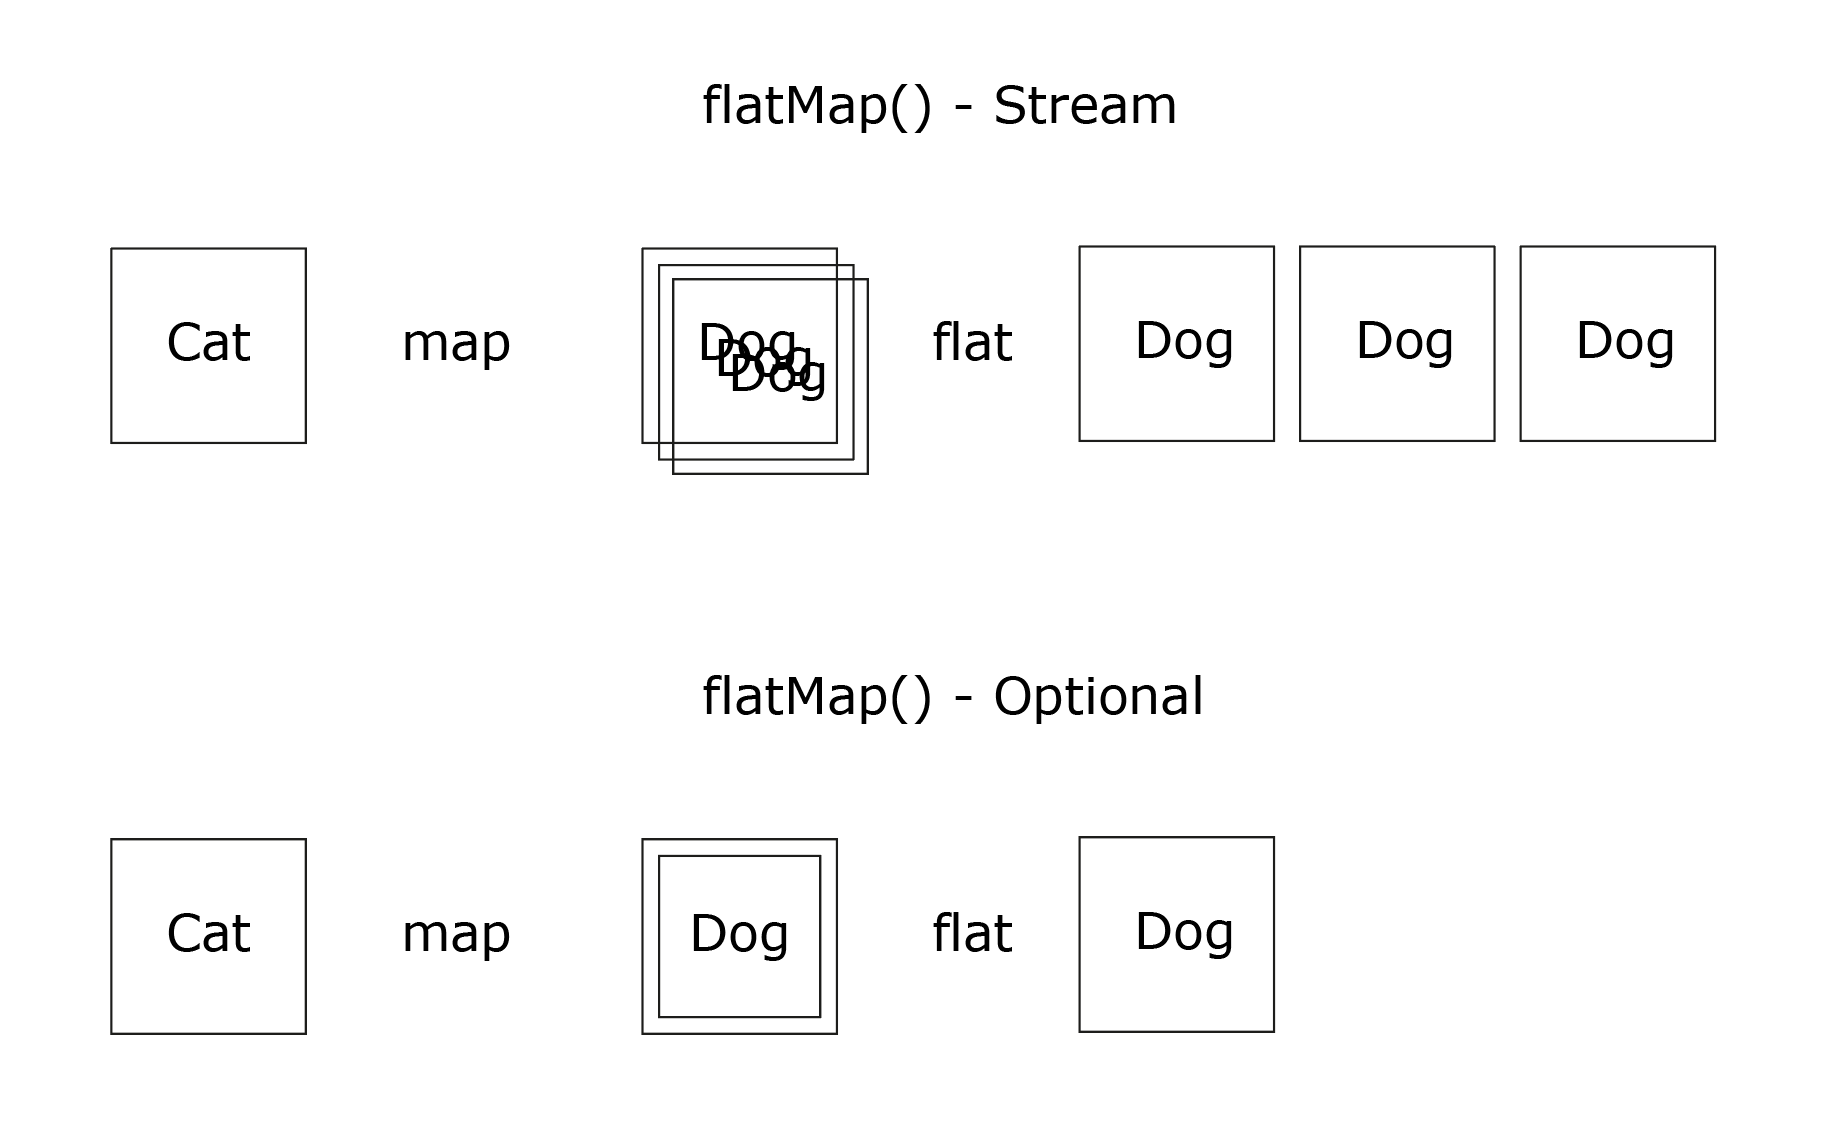 flatMap() - Stream
Cat map Dog Dog Dog flat Dog Dog Dog
flatMap() - Optional
Cat map Dog flat Dog